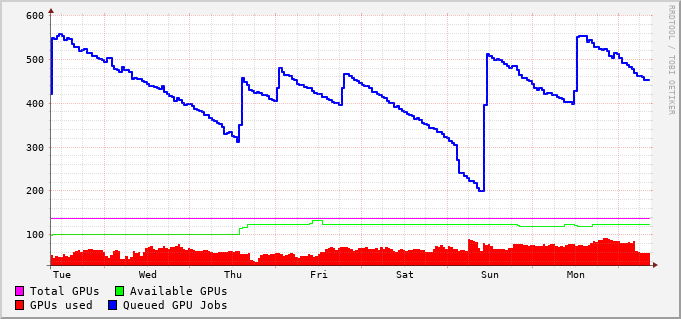 600
500
400
300
200
100
Tue Wed Thu Fri Sat Sun Mon
RRDTOOL / TOBI OETIKER
Total GPUs Available GPUs
GPUs used Queued GPU Jobs